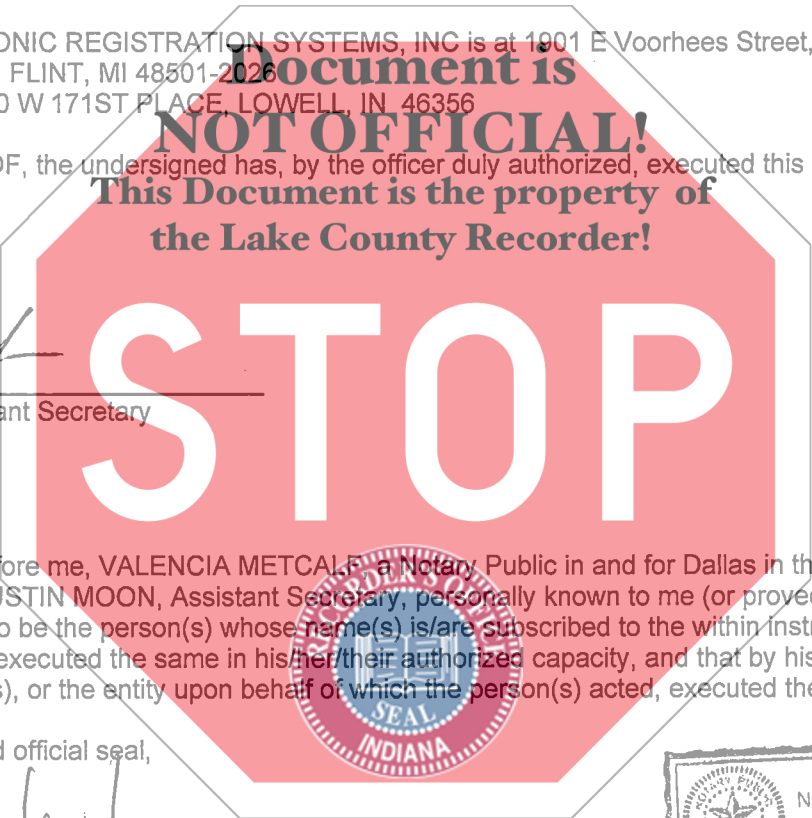 ONIC REGISTRATION SYSTEMS, INC is at 1901 E Voorhees Street,
FLINT, MI 48501-2026
0 W 171ST PLACE, LOWELL, IN 46356
OF, the undersigned has, by the officer duly authorized, executed this
Document is
NOT OFFICIAL!
This Document is the property of
the Lake County Recorder!
STOP
ant Secretary
fore me, VALENCIA METCALF, a Notary Public in and for Dallas in th
USTIN MOON, Assistant Secretary, personally known to me (or proved
o be the person(s) whose name(s) is/are subscribed to the within instr
executed the same in his/her/their authorized capacity, and that by his
s), or the entity upon behalf of which the person(s) acted, executed the
d official seal,
RECORDER'S OFFICE
SEAL
INDIANA
NOTARY PUBLIC
N